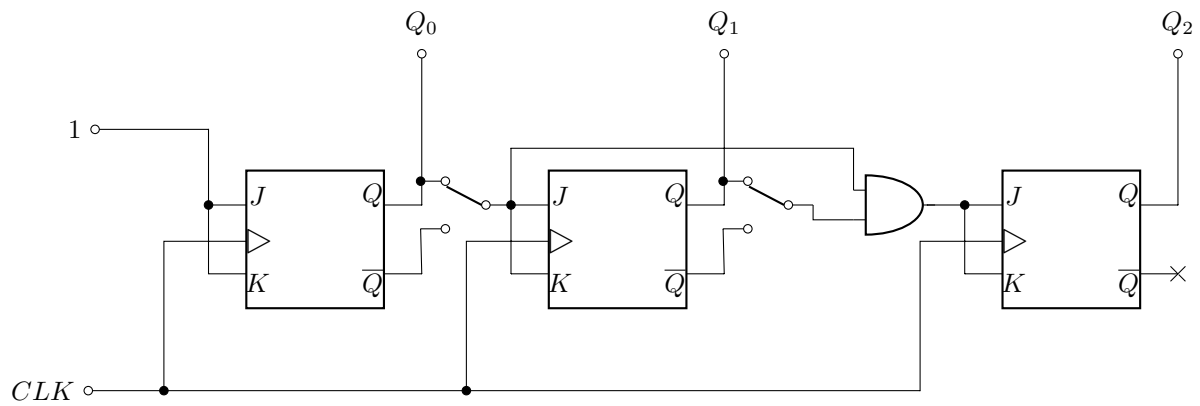 Q0 Q1 Q2
1
J Q J Q J Q
K Q̅ K Q̅ K Q̅
CLK